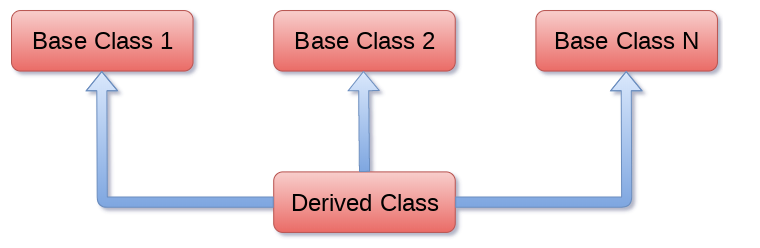 Base Class 1
Base Class 2
Base Class N
Derived Class